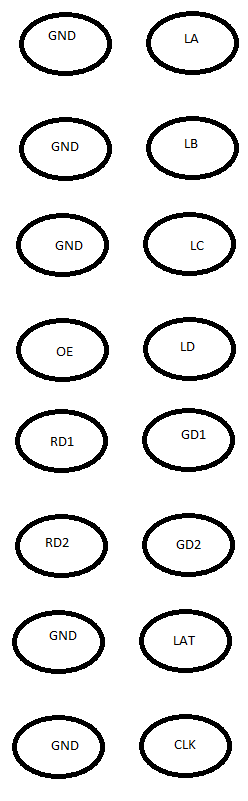 GND LA
GND LB
GND LC
OE LD
RD1 GD1
RD2 GD2
GND LAT
GND CLK